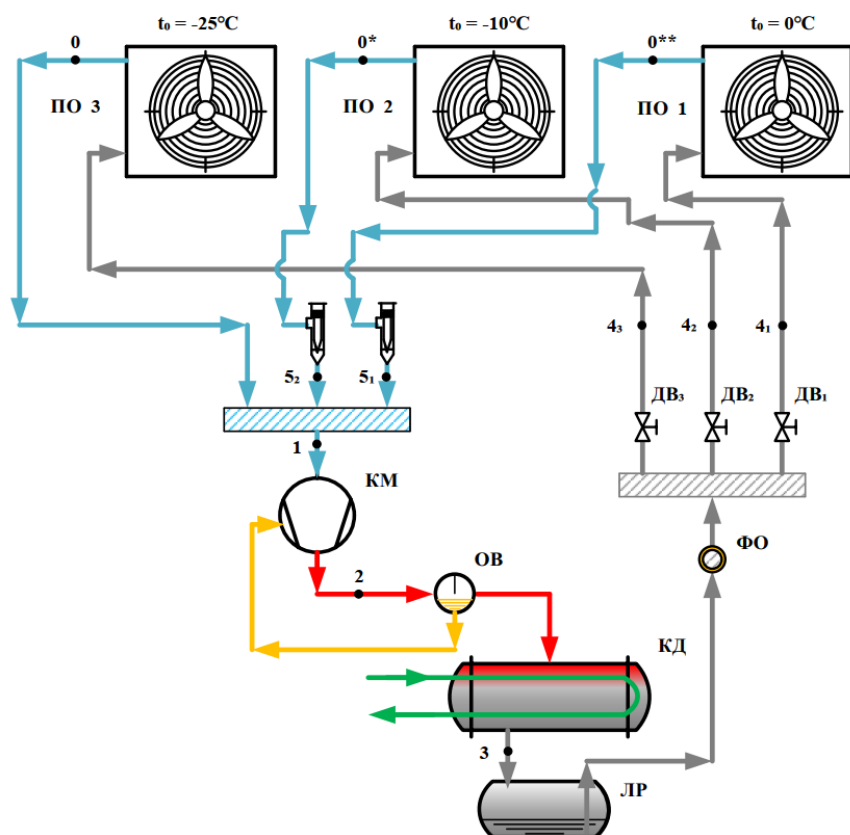 t₀ = -25°C
t₀ = -10°C
t₀ = 0°C
0
0*
0**
ПО 3
ПО 2
ПО 1
4₃
4₂
4₁
5₂
5₁
ДВ₃
ДВ₂
ДВ₁
1
КМ
ФО
2
ОВ
КД
3
ЛР